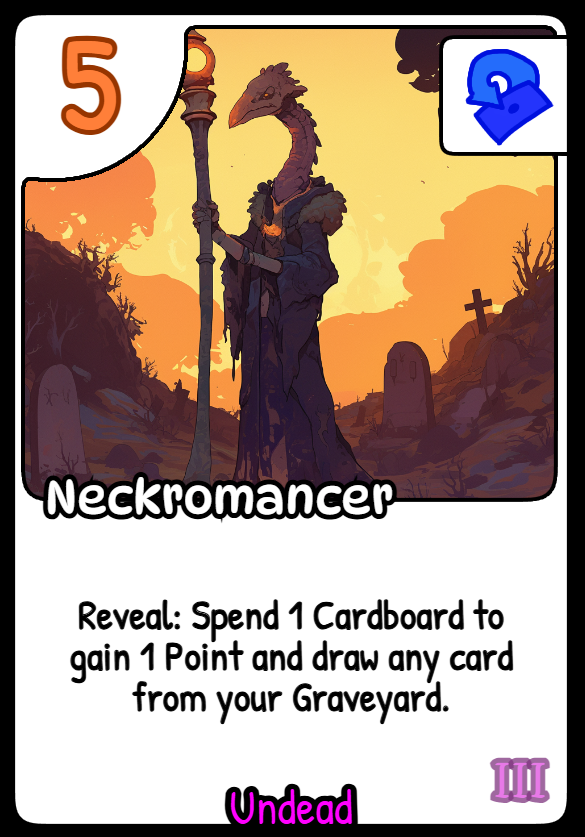 5
Neckromancer
Reveal: Spend 1 Cardboard to
gain 1 Point and draw any card
from your Graveyard.
III
Undead